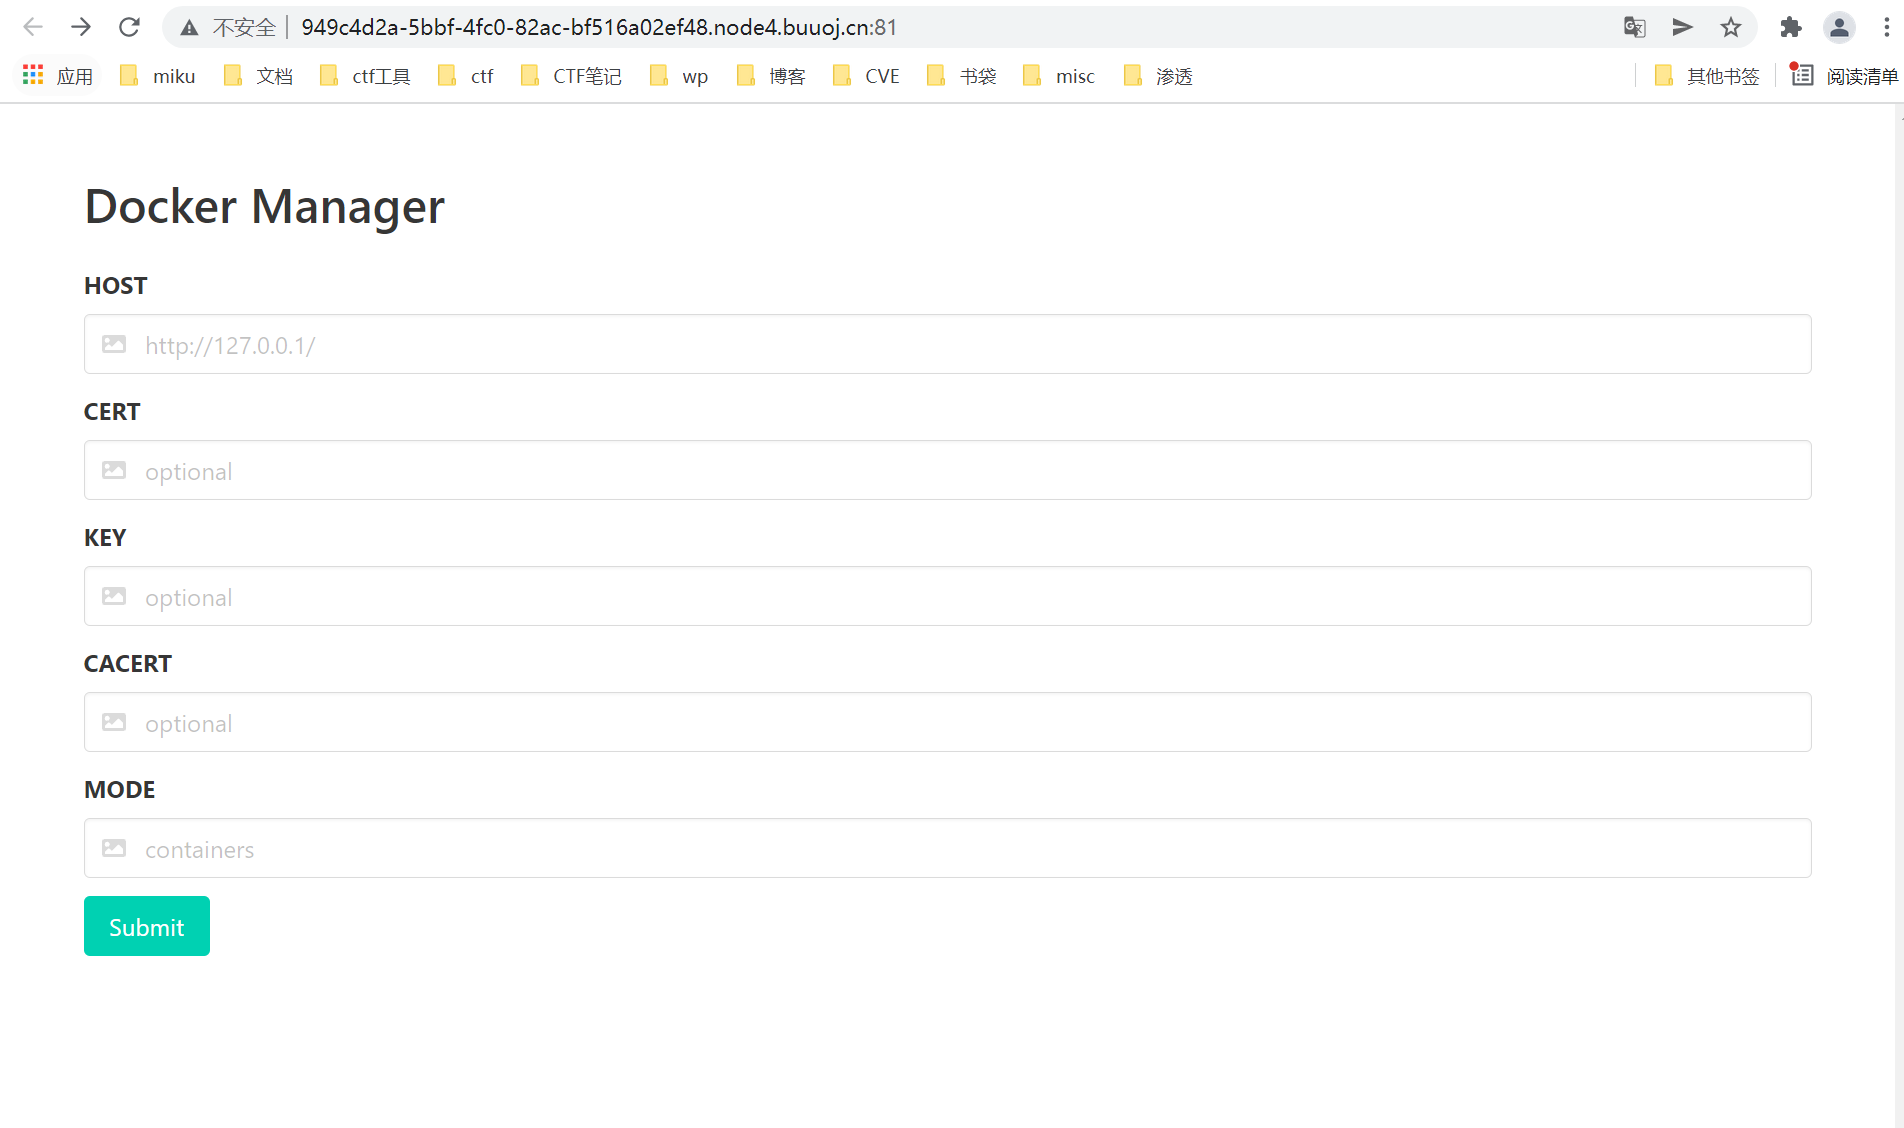 不安全 949c4d2a-5bbf-4fc0-82ac-bf516a02ef48.node4.buuoj.cn:81
应用 miku 文档 ctf工具 ctf CTF笔记 wp 博客 CVE 书袋 misc 渗透 其他书签 阅读清单
Docker Manager
HOST
http://127.0.0.1/
CERT
optional
KEY
optional
CACERT
optional
MODE
containers
Submit